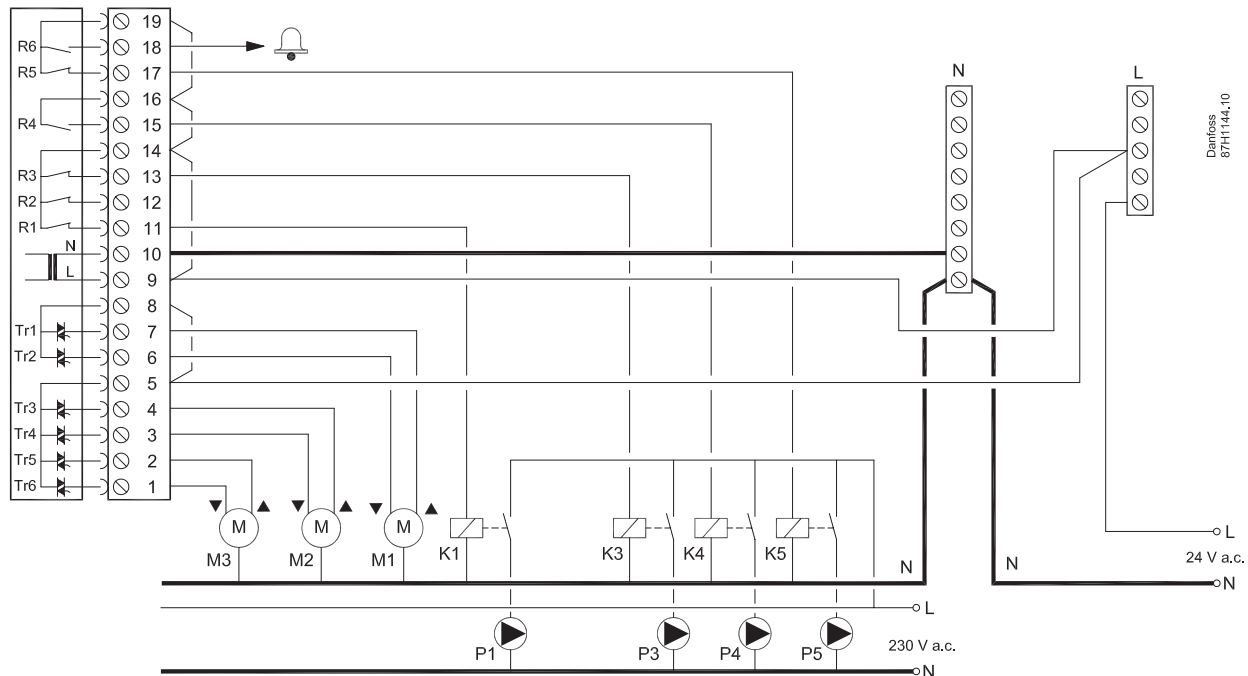 19
R6
18
R5
17
16
R4
15
14
R3
13
R2
12
R1
11
N
10
L
9
8
Tr1
7
Tr2
6
5
Tr3
4
Tr4
3
Tr5
2
Tr6
1
N
L
Danfoss
87H1144.10
M
M
M
M3
M2
M1
K1
K3
K4
K5
N
N
L
24 V a.c.
N
L
P1
P3
P4
P5
230 V a.c.
N